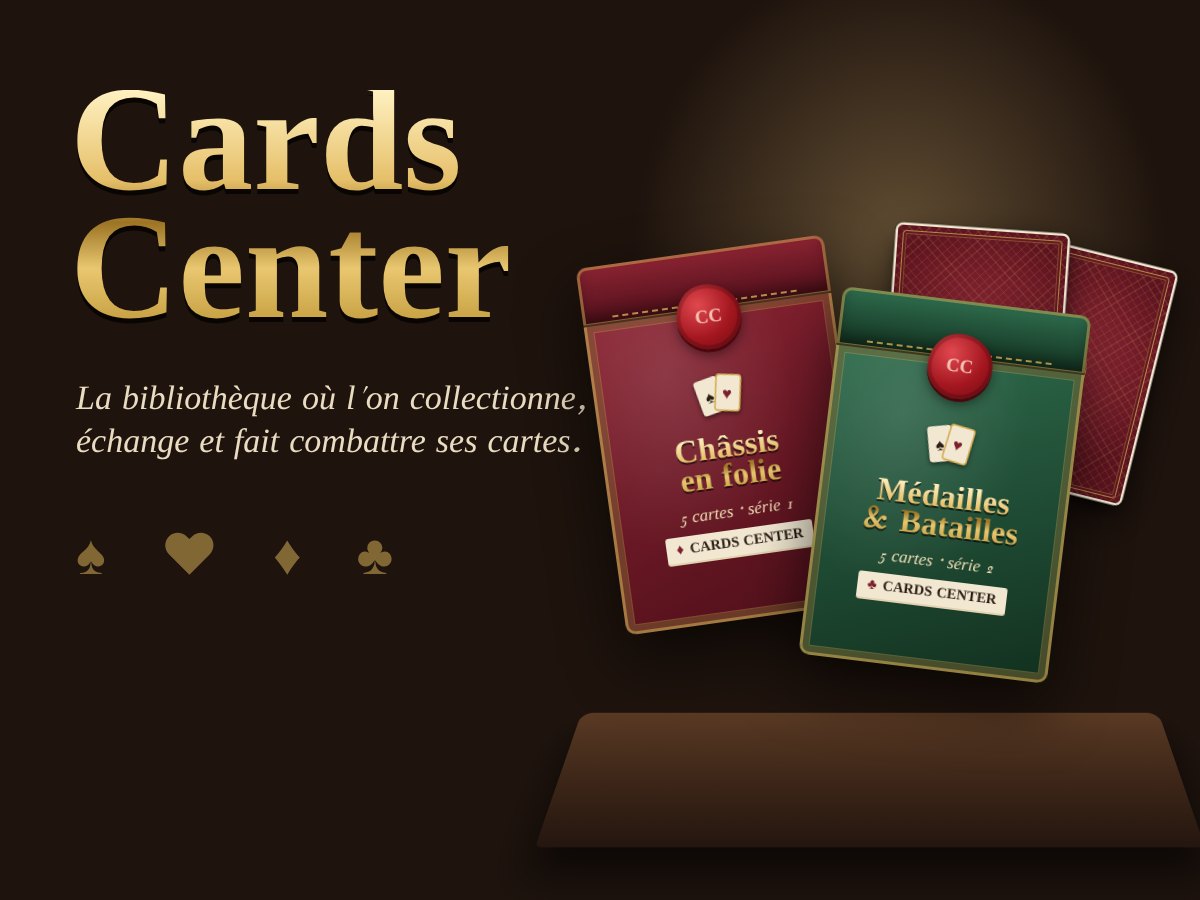 Cards
Center
La bibliothèque où l'on collectionne,
échange et fait combattre ses cartes.
♠ ♥ ♦ ♣
CC
Châssis
en folie
5 cartes · série 1
♦ CARDS CENTER
CC
Médailles
& Batailles
5 cartes · série 2
♣ CARDS CENTER